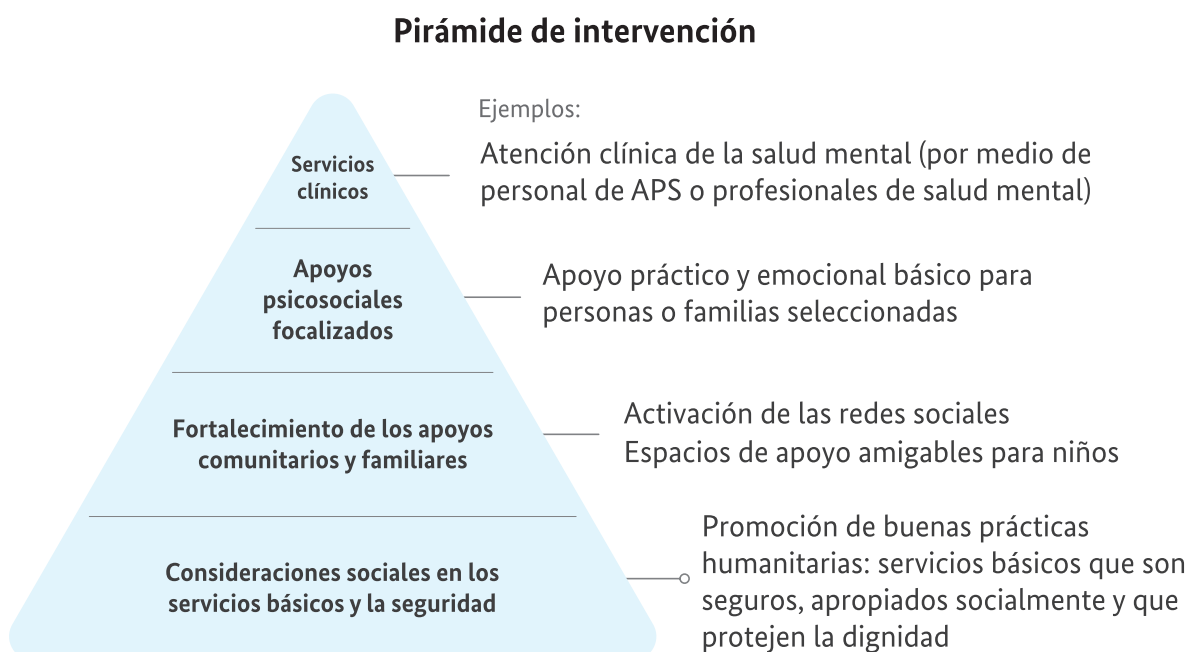 Pirámide de intervención
Ejemplos:
Servicios
clínicos
Atención clínica de la salud mental (por medio de
personal de APS o profesionales de salud mental)
Apoyos
psicosociales
focalizados
Apoyo práctico y emocional básico para
personas o familias seleccionadas
Fortalecimiento de los apoyos
comunitarios y familiares
Activación de las redes sociales
Espacios de apoyo amigables para niños
Consideraciones sociales en los
servicios básicos y la seguridad
Promoción de buenas prácticas
humanitarias: servicios básicos que son
seguros, apropiados socialmente y que
protejen la dignidad